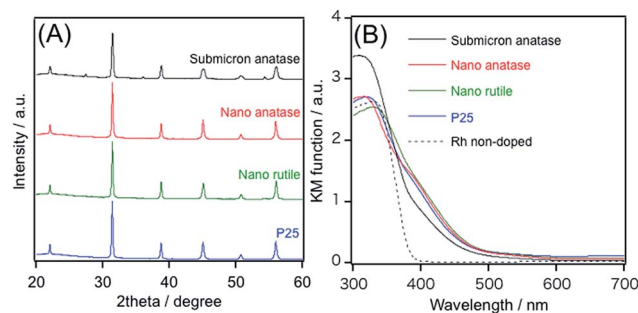 (A)
Submicron anatase
Nano anatase
Nano rutile
P25
Intensity / a.u.
20 30 40 50 60
2theta / degree
(B)
4
3
2
1
0
KM function / a.u.
Submicron anatase
Nano anatase
Nano rutile
P25
Rh non-doped
300 400 500 600 700
Wavelength / nm